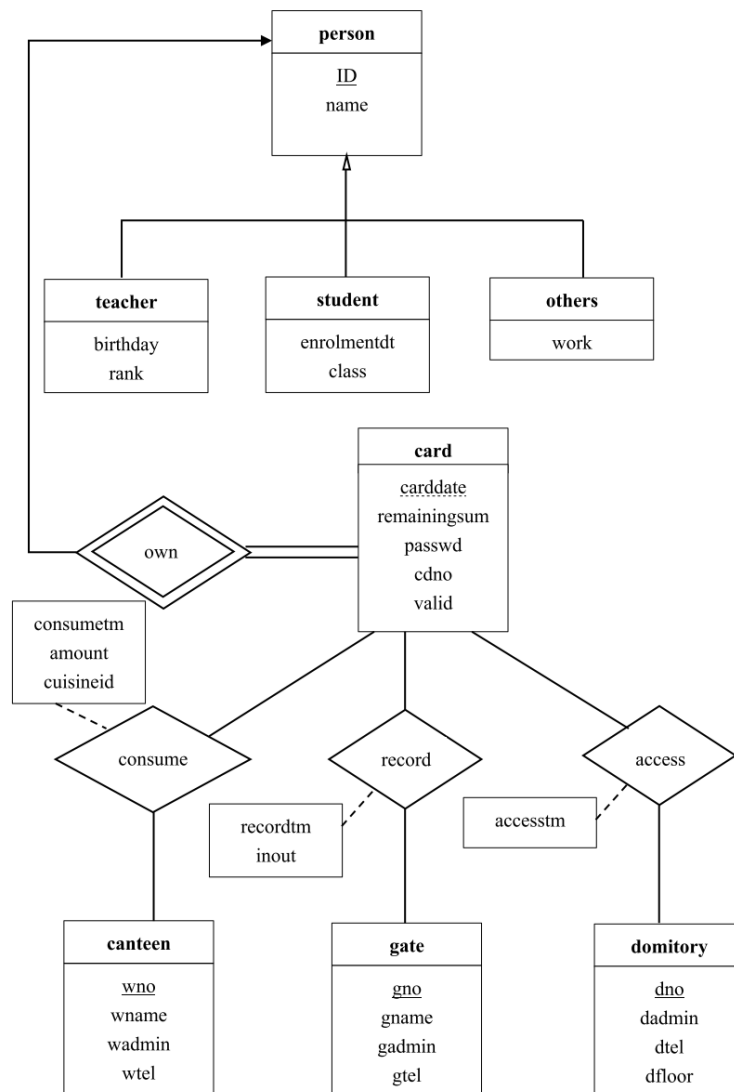 person
ID
name
teacher
birthday
rank
student
enrolmentdt
class
others
work
card
carddate
remainingsum
passwd
cdno
valid
own
consumetm
amount
cuisineid
consume
record
access
recordtm
inout
accesstm
canteen
wno
wname
wadmin
wtel
gate
gno
gname
gadmin
gtel
domitory
dno
dadmin
dtel
dfloor